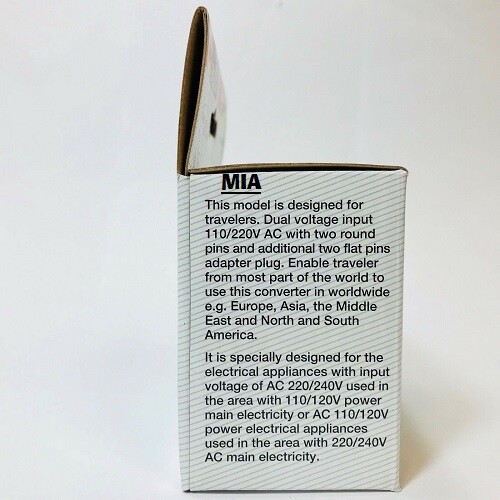 MIA
This model is designed for
travelers. Dual voltage input
110/220V AC with two round
pins and additional two flat pins
adapter plug. Enable traveler
from most part of the world to
use this converter in worldwide
e.g. Europe, Asia, the Middle
East and North and South
America.
It is specially designed for the
electrical appliances with input
voltage of AC 220/240V used in
the area with 110/120V power
main electricity or AC 110/120V
power electrical appliances
used in the area with 220/240V
AC main electricity.